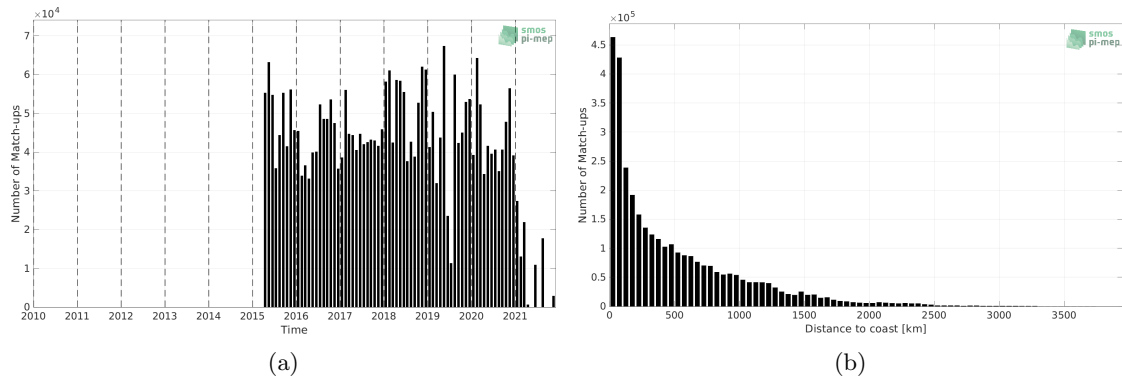 ×10⁴
7
6
5
4
3
2
1
0
Number of Match-ups
2010 2011 2012 2013 2014 2015 2016 2017 2018 2019 2020 2021
Time
smos
pi-mep
(a)
×10⁵
4.5
4
3.5
3
2.5
2
1.5
1
0.5
0
Number of Match-ups
0 500 1000 1500 2000 2500 3000 3500
Distance to coast [km]
smos
pi-mep
(b)